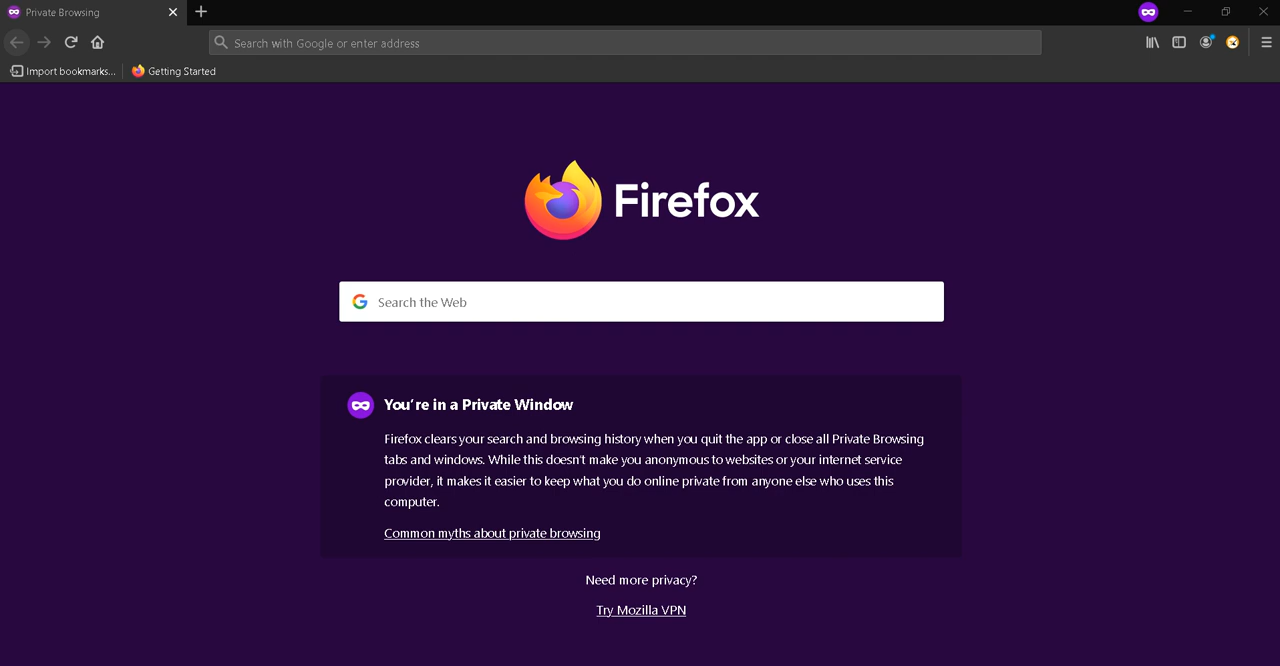 Private Browsing
Search with Google or enter address
Import bookmarks...
Getting Started
Firefox
Search the Web
You're in a Private Window
Firefox clears your search and browsing history when you quit the app or close all Private Browsing
tabs and windows. While this doesn't make you anonymous to websites or your internet service
provider, it makes it easier to keep what you do online private from anyone else who uses this
computer.
Common myths about private browsing
Need more privacy?
Try Mozilla VPN